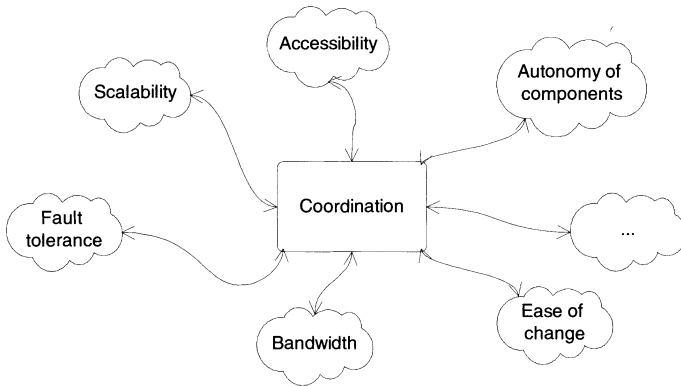 Accessibility
Scalability
Autonomy of
components
Coordination
Fault
tolerance
...
Ease of
change
Bandwidth